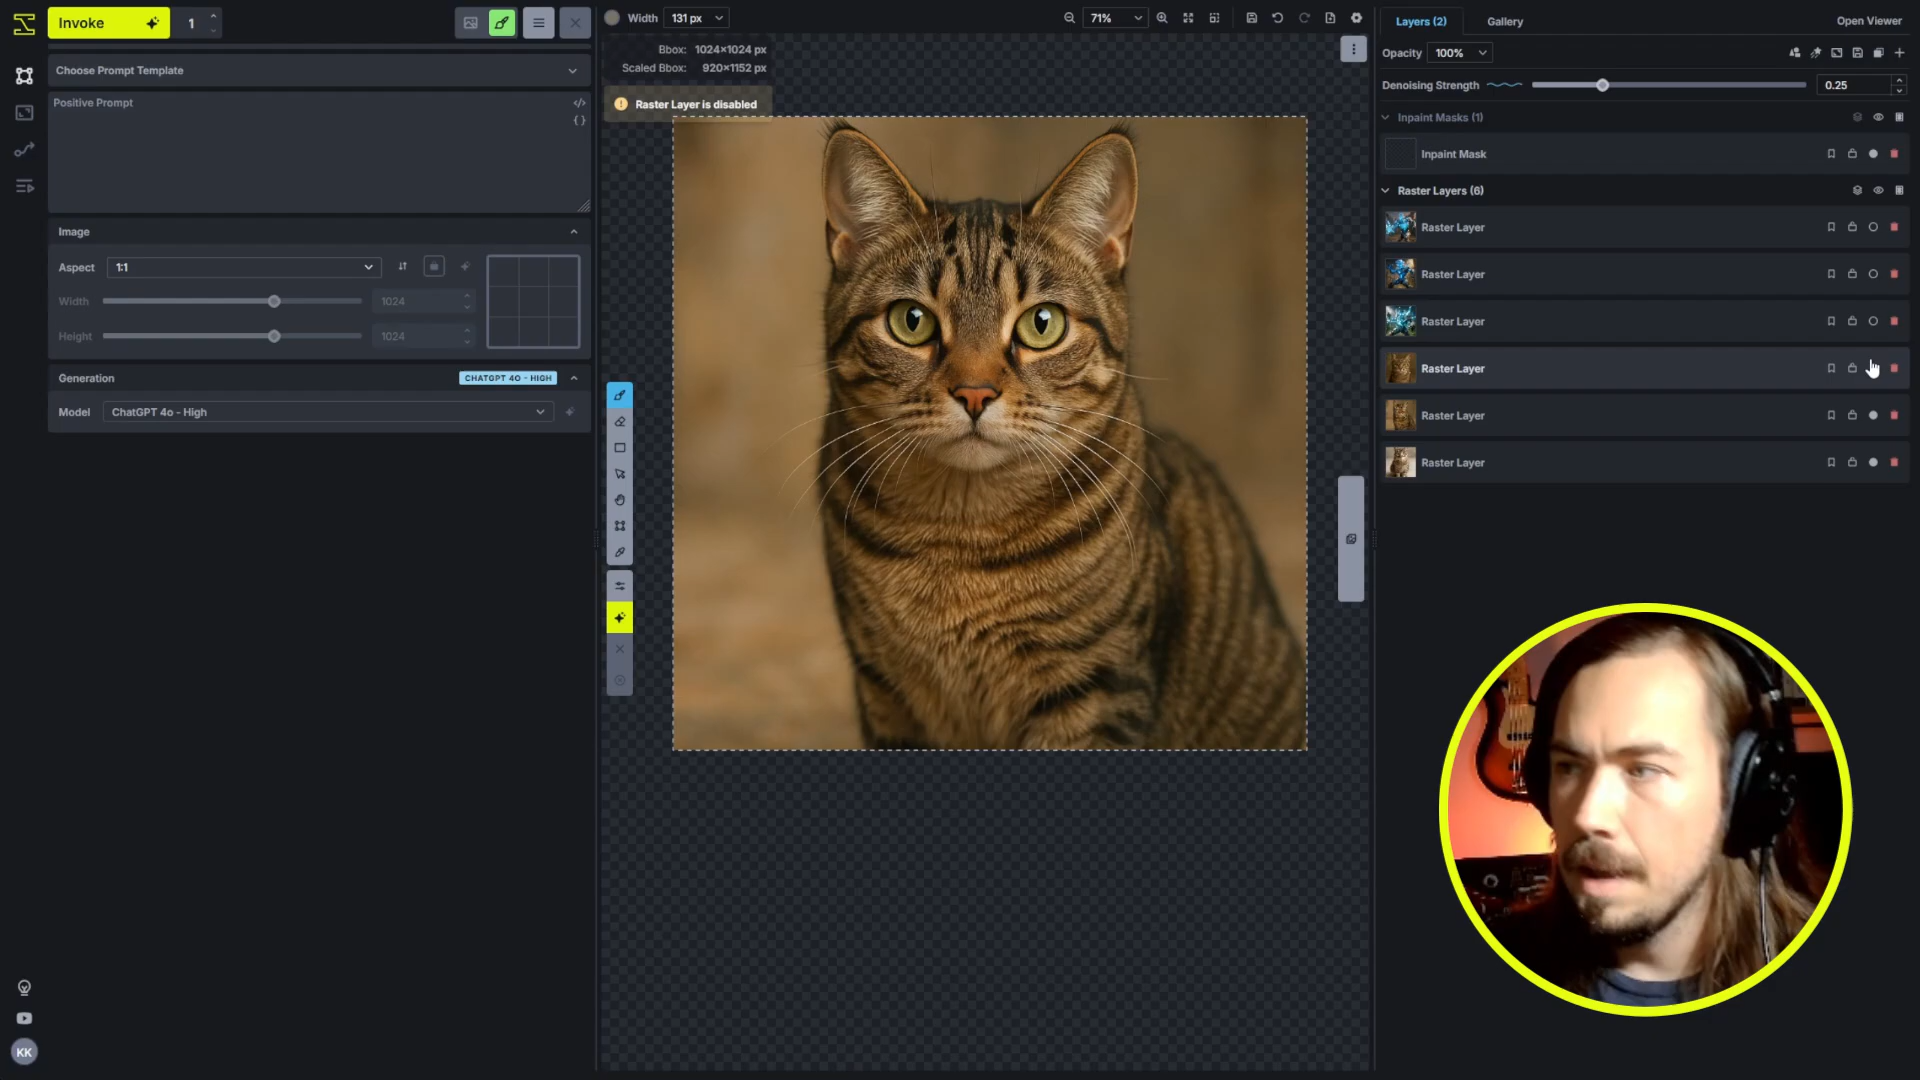 Invoke
1
Choose Prompt Template
Positive Prompt
</>
{}
Image
Aspect
1:1
Width
1024
Height
1024
Generation
CHATGPT 4O - HIGH
Model
ChatGPT 4o - High
KK
Width
131 px
71%
Bbox: 1024×1024 px
Scaled Bbox: 920×1152 px
Raster Layer is disabled
Layers (2)
Gallery
Open Viewer
Opacity
100%
Denoising Strength
0.25
Inpaint Masks (1)
Inpaint Mask
Raster Layers (6)
Raster Layer
Raster Layer
Raster Layer
Raster Layer
Raster Layer
Raster Layer